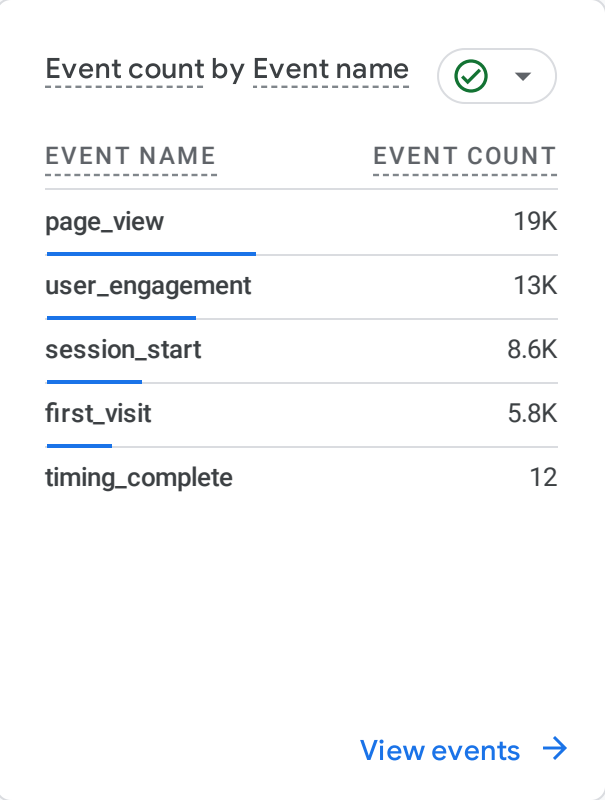 Event count by Event name
EVENT NAME EVENT COUNT
page_view 19K
user_engagement 13K
session_start 8.6K
first_visit 5.8K
timing_complete 12
View events